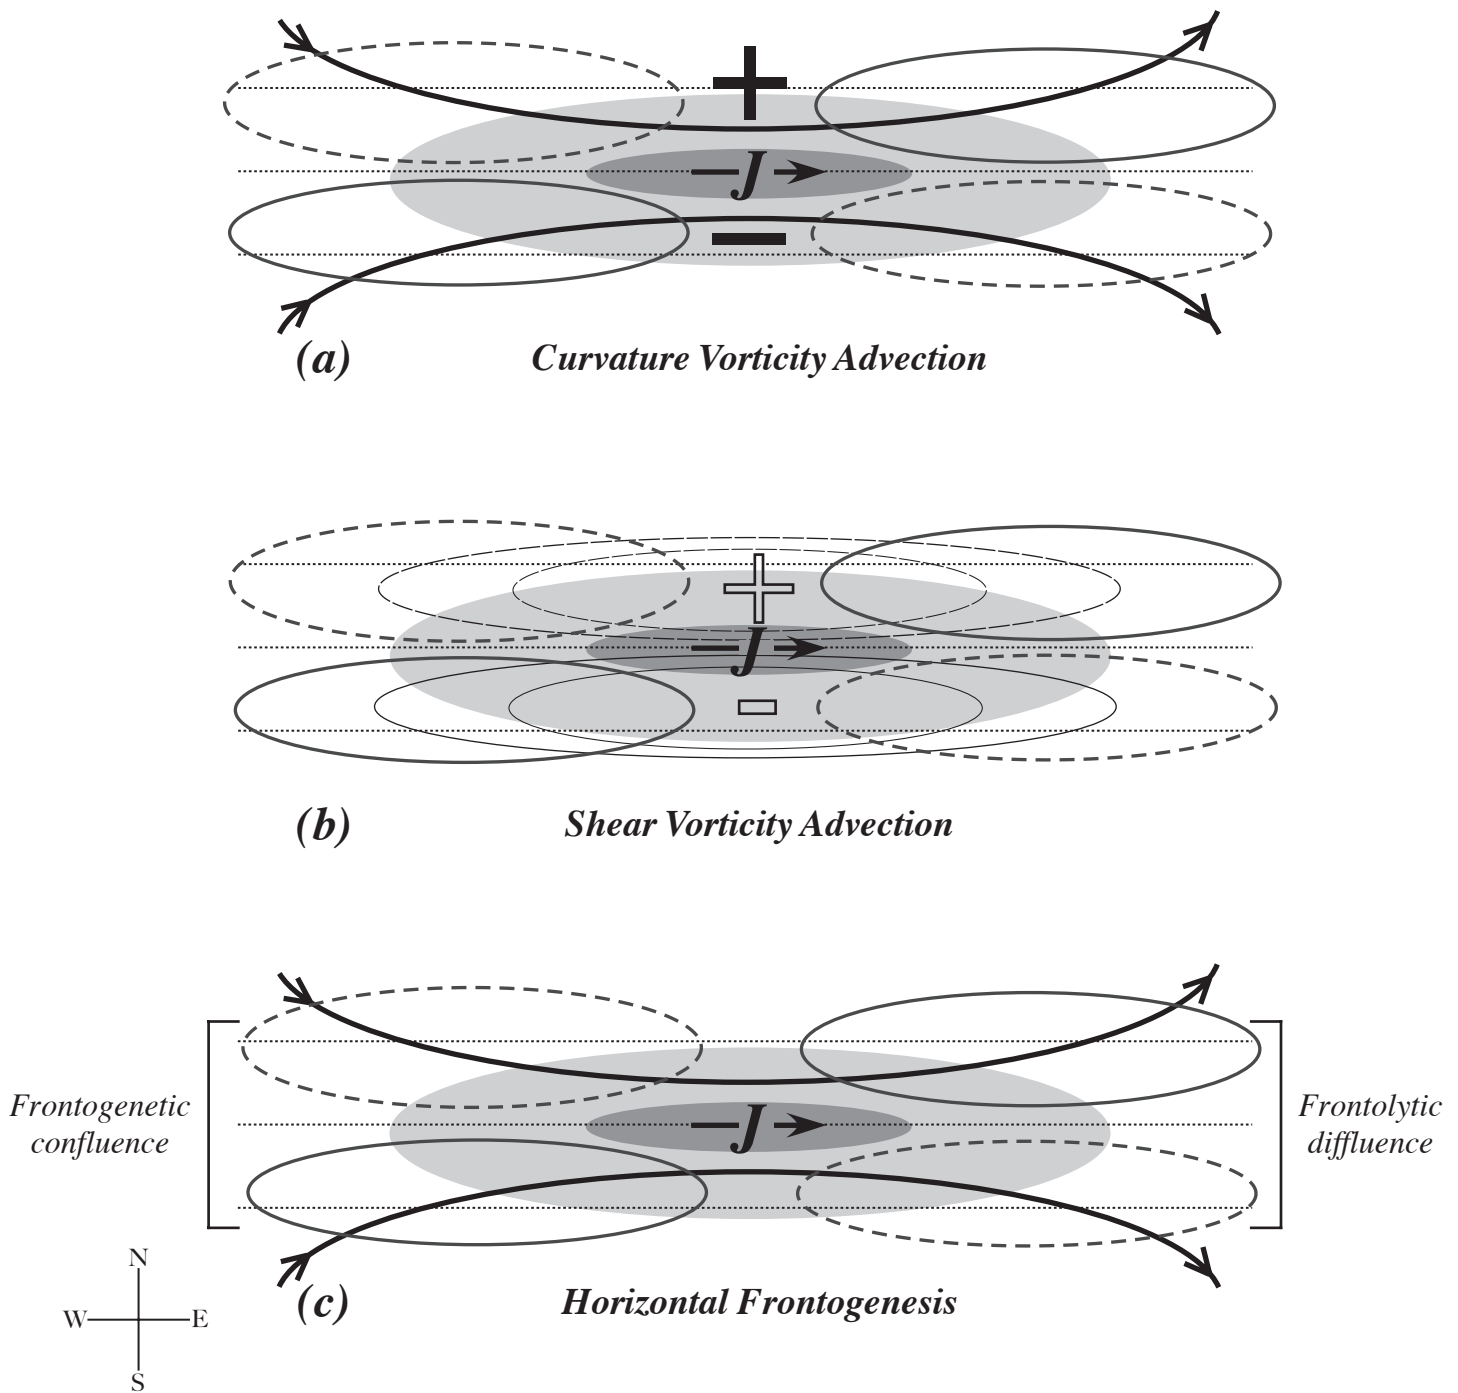 J
(a)
Curvature Vorticity Advection
J
(b)
Shear Vorticity Advection
Frontogenetic
confluence
J
Frontolytic
diffluence
N
W E
S
(c)
Horizontal Frontogenesis